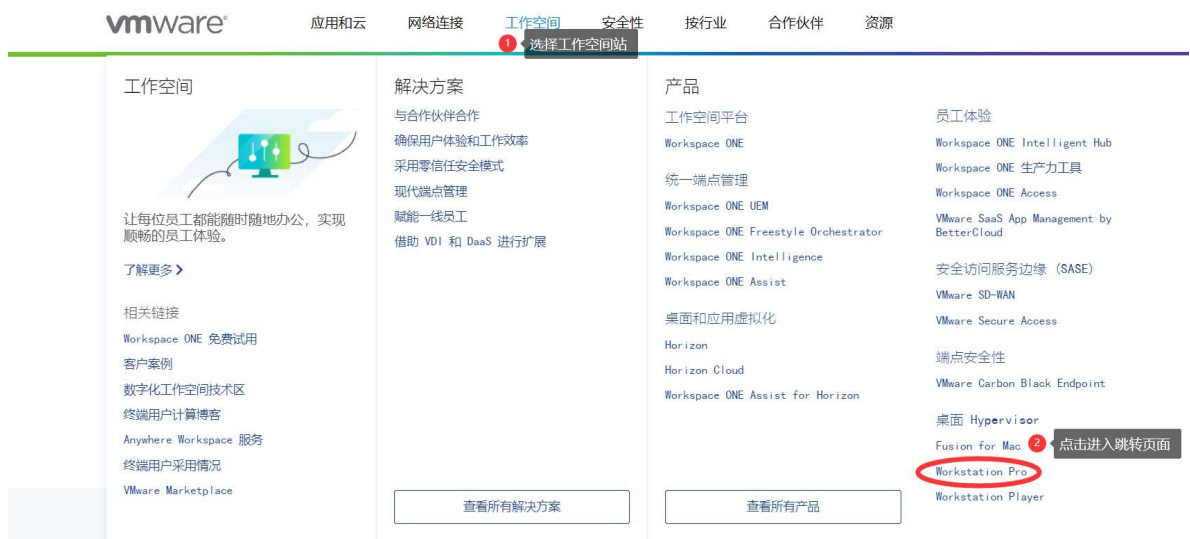 vmware®
应用和云 网络连接 工作空间 安全性 按行业 合作伙伴 资源
1 选择工作空间站
工作空间
让每位员工都能随时随地办公，实现
顺畅的员工体验。
了解更多
相关链接
Workspace ONE 免费试用
客户案例
数字化工作空间技术区
终端用户计算博客
Anywhere Workspace 服务
终端用户采用情况
VMware Marketplace
解决方案
与合作伙伴合作
确保用户体验和工作效率
采用零信任安全模式
现代端点管理
赋能一线员工
借助 VDI 和 DaaS 进行扩展
查看所有解决方案
产品
工作空间平台
Workspace ONE
统一端点管理
Workspace ONE UEM
Workspace ONE Freestyle Orchestrator
Workspace ONE Intelligence
Workspace ONE Assist
桌面和应用虚拟化
Horizon
Horizon Cloud
Workspace ONE Assist for Horizon
查看所有产品
员工体验
Workspace ONE Intelligent Hub
Workspace ONE 生产力工具
Workspace ONE Access
VMware SaaS App Management by
BetterCloud
安全访问服务边缘 (SASE)
VMware SD-WAN
VMware Secure Access
端点安全性
VMware Carbon Black Endpoint
桌面 Hypervisor
Fusion for Mac 2 点击进入跳转页面
Workstation Pro
Workstation Player